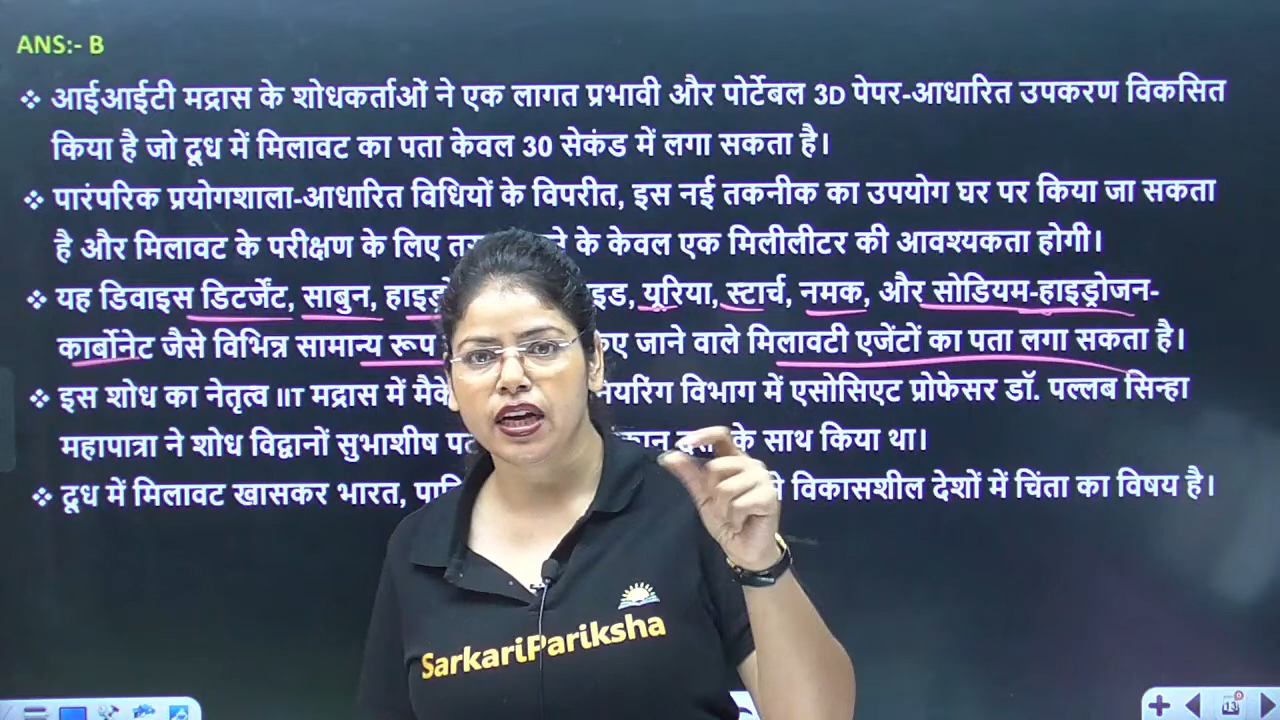 ANS:- B
❖ आईआईटी मद्रास के शोधकर्ताओं ने एक लागत प्रभावी और पोर्टेबल 3D पेपर-आधारित उपकरण विकसित
किया है जो दूध में मिलावट का पता केवल 30 सेकंड में लगा सकता है।
❖ पारंपरिक प्रयोगशाला-आधारित विधियों के विपरीत, इस नई तकनीक का उपयोग घर पर किया जा सकता
है और मिलावट के परीक्षण के लिए के केवल एक मिलीलीटर की आवश्यकता होगी।
❖ यह डिवाइस डिटर्जेंट, साबुन, यूरिया, स्टार्च, नमक, और सोडियम-हाइड्रोजन-
कार्बोनेट जैसे विभिन्न सामान्य रूप जाने वाले मिलावटी एजेंटों का पता लगा सकता है।
❖ इस शोध का नेतृत्व IIT मद्रास में विभाग में एसोसिएट प्रोफेसर डॉ. पल्लब सिन्हा
महापात्रा ने शोध विद्वानों सुभाशीष के साथ किया था।
❖ दूध में मिलावट खासकर भारत, विकासशील देशों में चिंता का विषय है।
SarkariPariksha
13